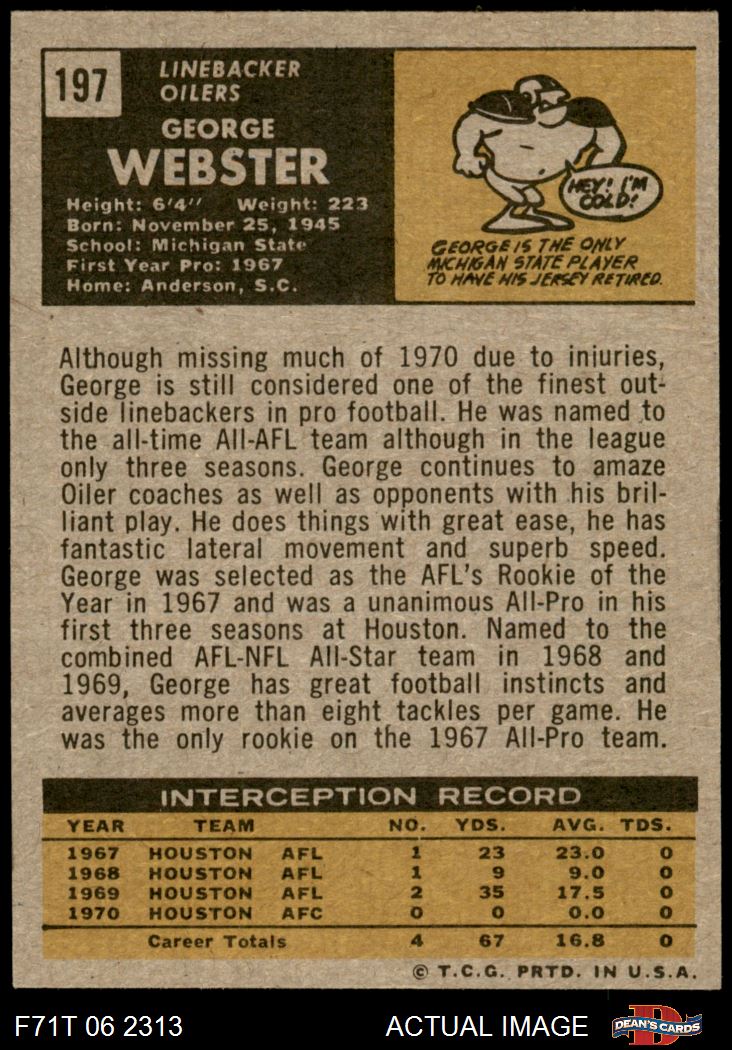 197
LINEBACKER
OILERS
GEORGE
WEBSTER
Height: 6'4" Weight: 223
Born: November 25, 1945
School: Michigan State
First Year Pro: 1967
Home: Anderson, S.C.
HEY! I'M
COLD!
GEORGE IS THE ONLY
MICHIGAN STATE PLAYER
TO HAVE HIS JERSEY RETIRED.
Although missing much of 1970 due to iniuries,
George is still considered one of the finest out-
side linebackers in pro football. He was named to
the all-time All-AFL team although in the league
only three seasons. George continues to amaze
Oiler coaches as well as opponents with his bril-
liant play. He does things with great ease, he has
fantastic lateral movement and superb speed.
George was selected as the AFL's Rookie of the
Year in 1967 and was a unanimous All-Pro in his
first three seasons at Houston. Named to the
combined AFL-NFL All-Star team in 1968 and
1969, George has great football instincts and
averages more than eight tackles per game. He
was the only rookie on the 1967 All-Pro team.
INTERCEPTION RECORD
YEAR TEAM NO. YDS. AVG. TDS.
1967 HOUSTON AFL 1 23 23.0 0
1968 HOUSTON AFL 1 9 9.0 0
1969 HOUSTON AFL 2 35 17.5 0
1970 HOUSTON AFC 0 0 0.0 0
Career Totals 4 67 16.8 0
© T.C.G. PRTD. IN U.S.A.
F71T 06 2313 ACTUAL IMAGE
D
DEAN'S CARDS